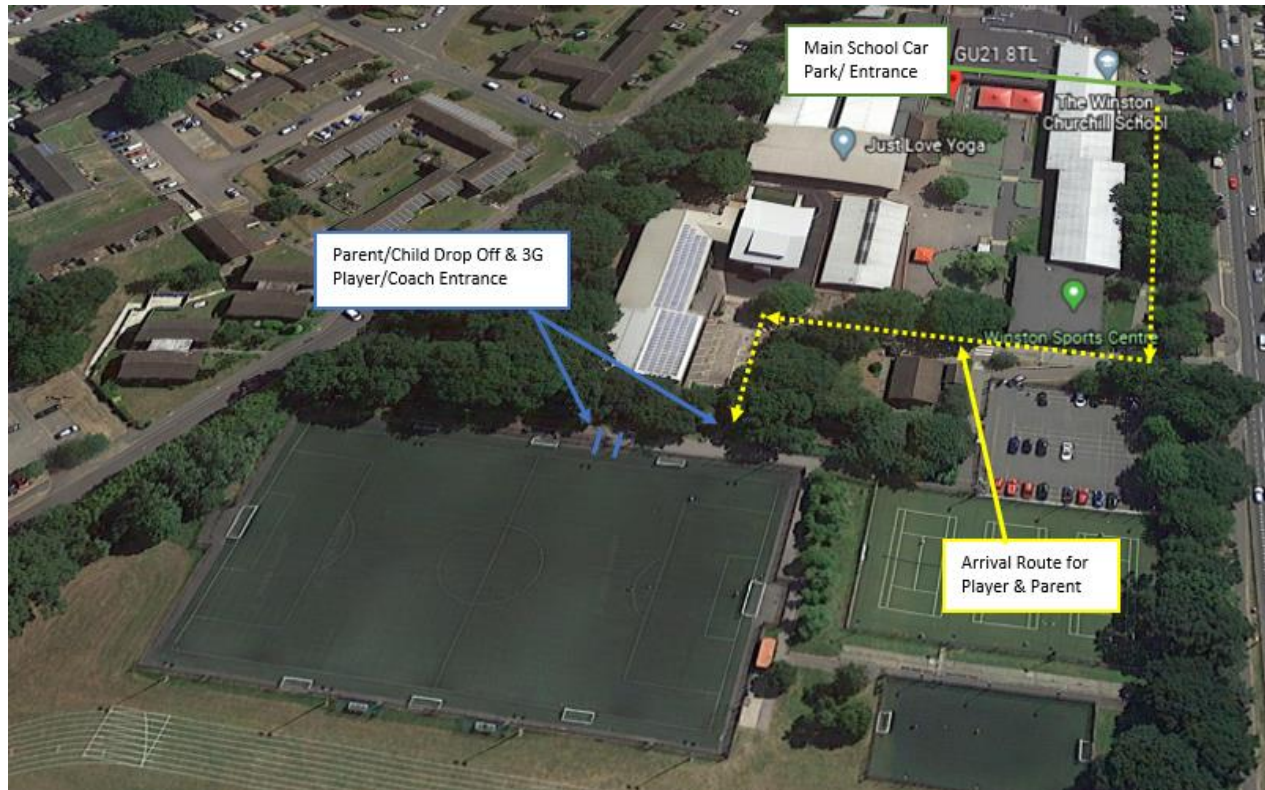 Main School Car
Park/ Entrance
GU21 8TL
The Winston
Churchill School
Just Love Yoga
Parent/Child Drop Off & 3G
Player/Coach Entrance
Winston Sports Centre
Arrival Route for
Player & Parent